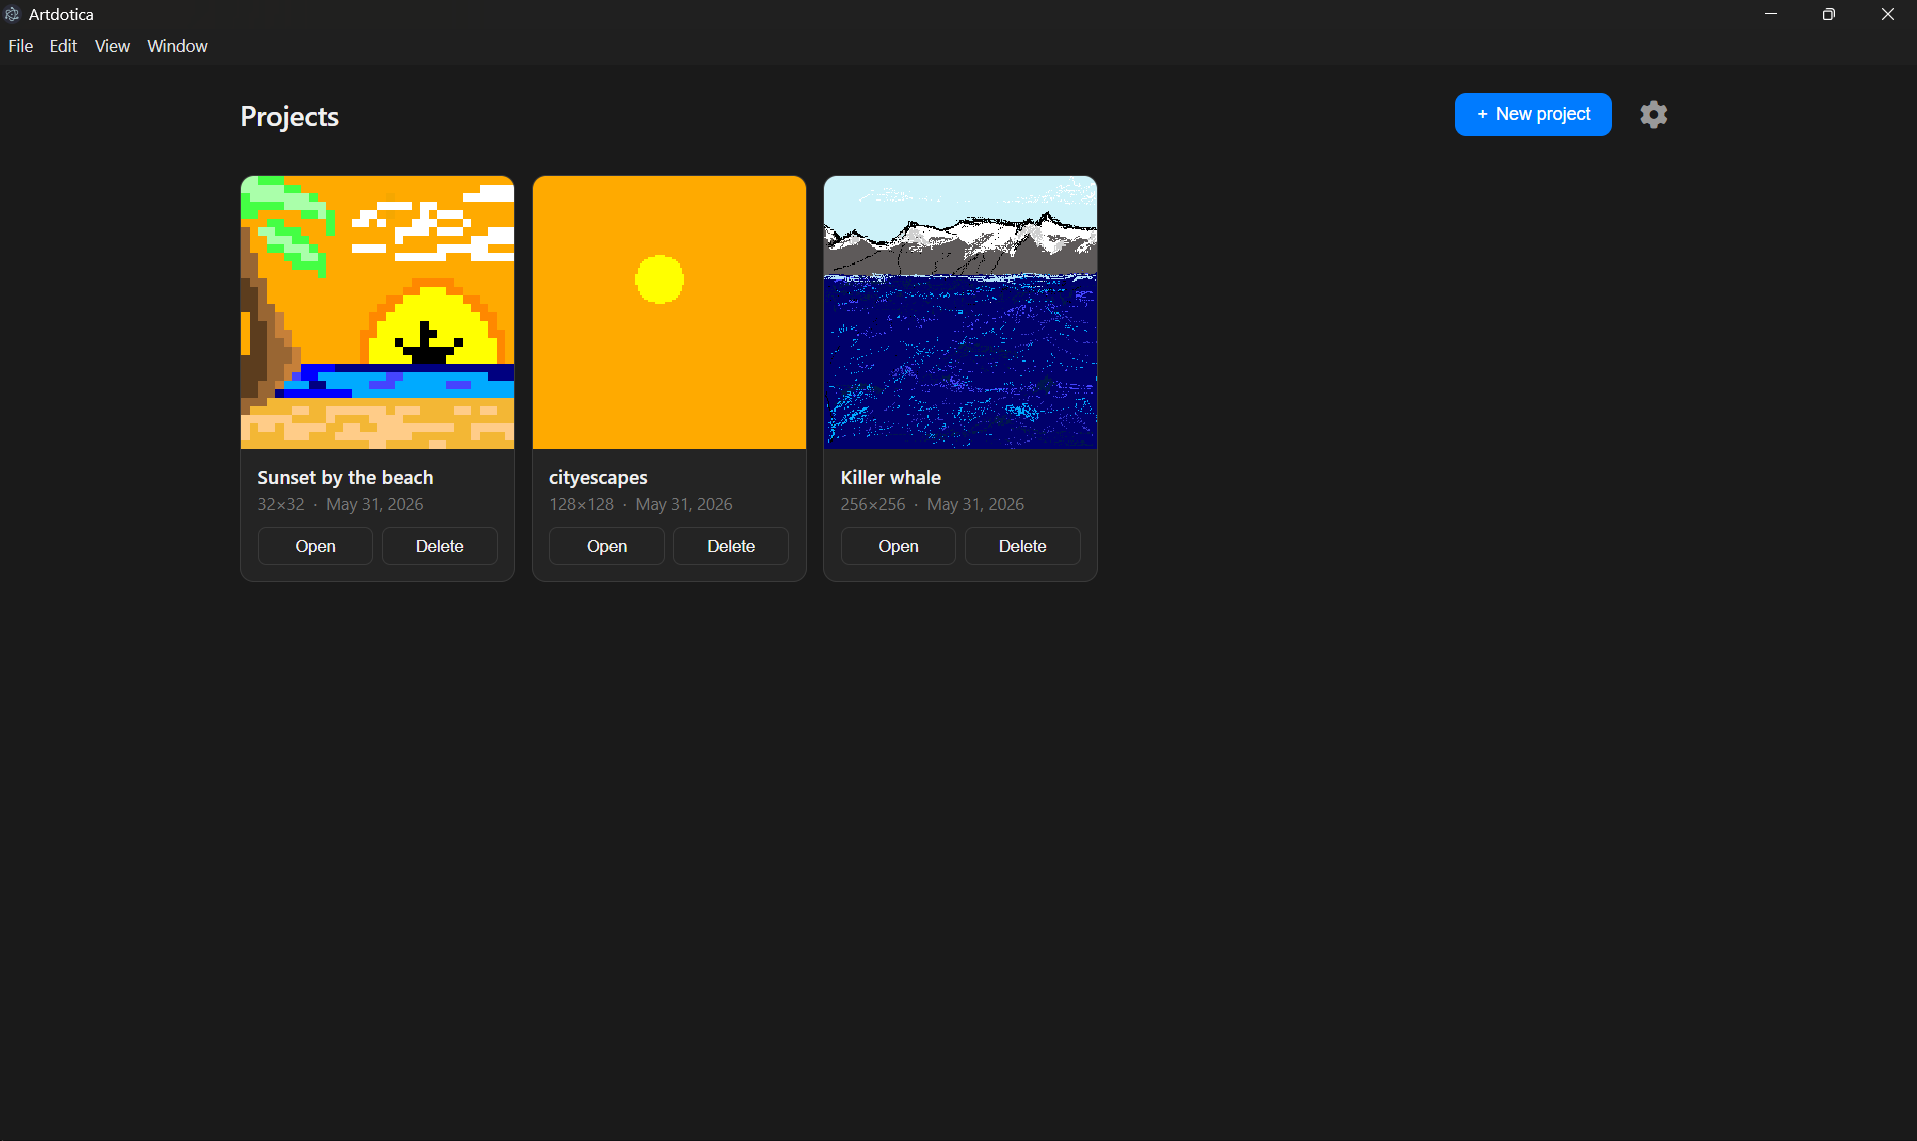 Artdotica
File Edit View Window
Projects
+ New project
Sunset by the beach
32×32 · May 31, 2026
Open Delete
cityescapes
128×128 · May 31, 2026
Open Delete
Killer whale
256×256 · May 31, 2026
Open Delete